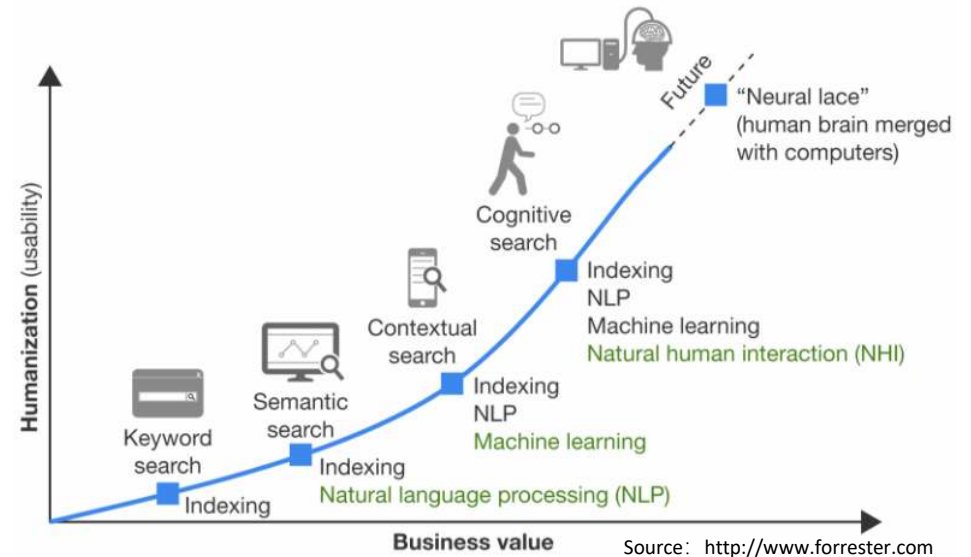 Humanization (usability)
Keyword
search
Indexing
Semantic
search
Indexing
Natural language processing (NLP)
Contextual
search
Indexing
NLP
Machine learning
Cognitive
search
Indexing
NLP
Machine learning
Natural human interaction (NHI)
Future
“Neural lace”
(human brain merged
with computers)
Business value
Source： http://www.forrester.com